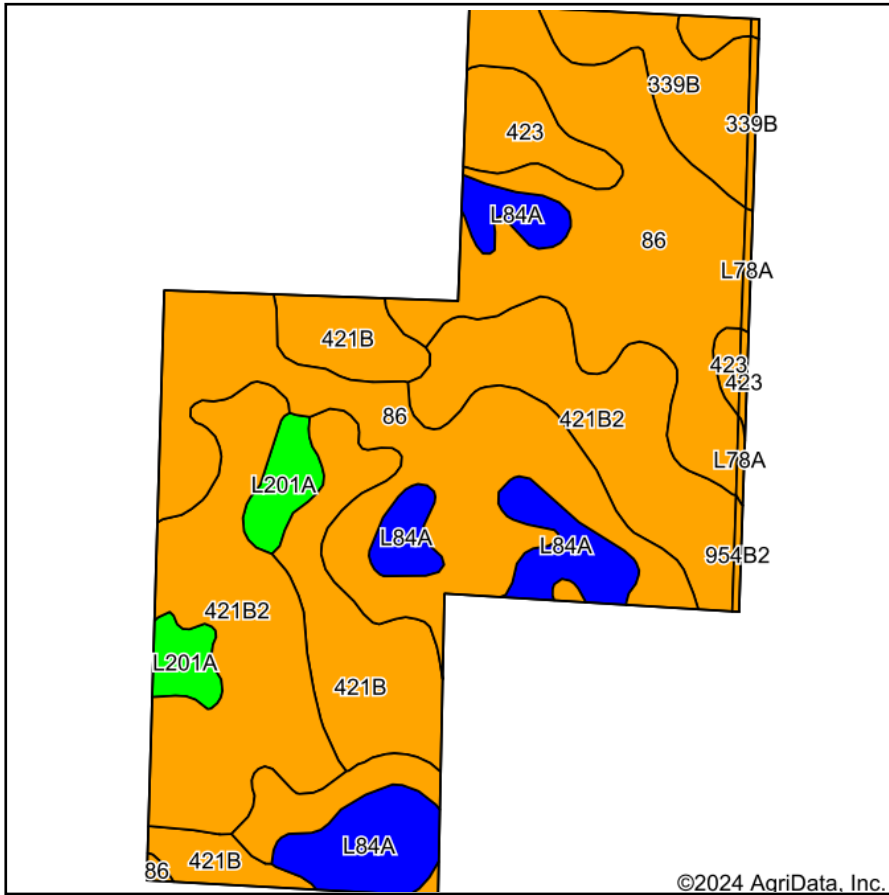 339B
339B
423
L84A
86
L78A
421B
423
423
86
421B2
L78A
L201A
L84A
L84A
954B2
421B2
L201A
421B
L84A
421B
86
©2024 AgriData, Inc.